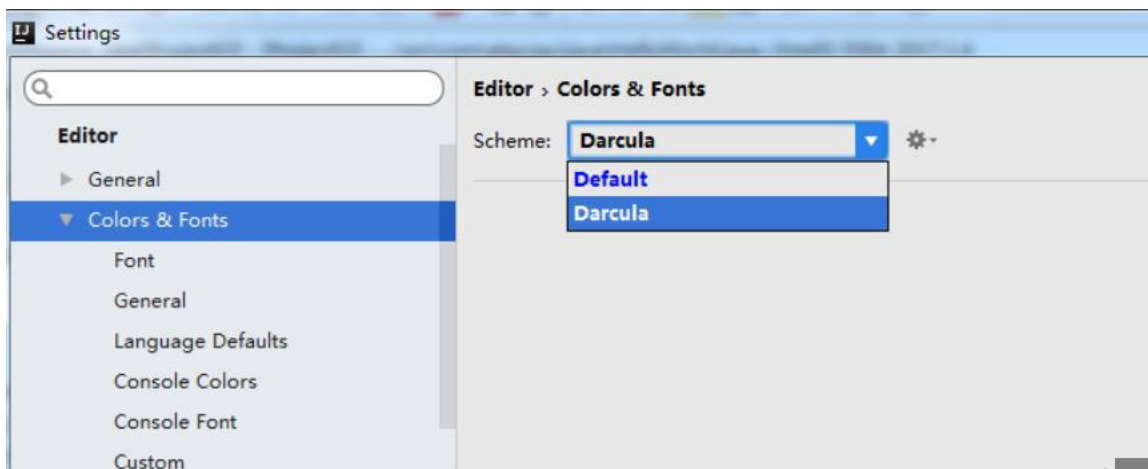 IJ Settings
Editor
General
Colors & Fonts
Font
General
Language Defaults
Console Colors
Console Font
Custom
Editor › Colors & Fonts
Scheme: Darcula
Default
Darcula